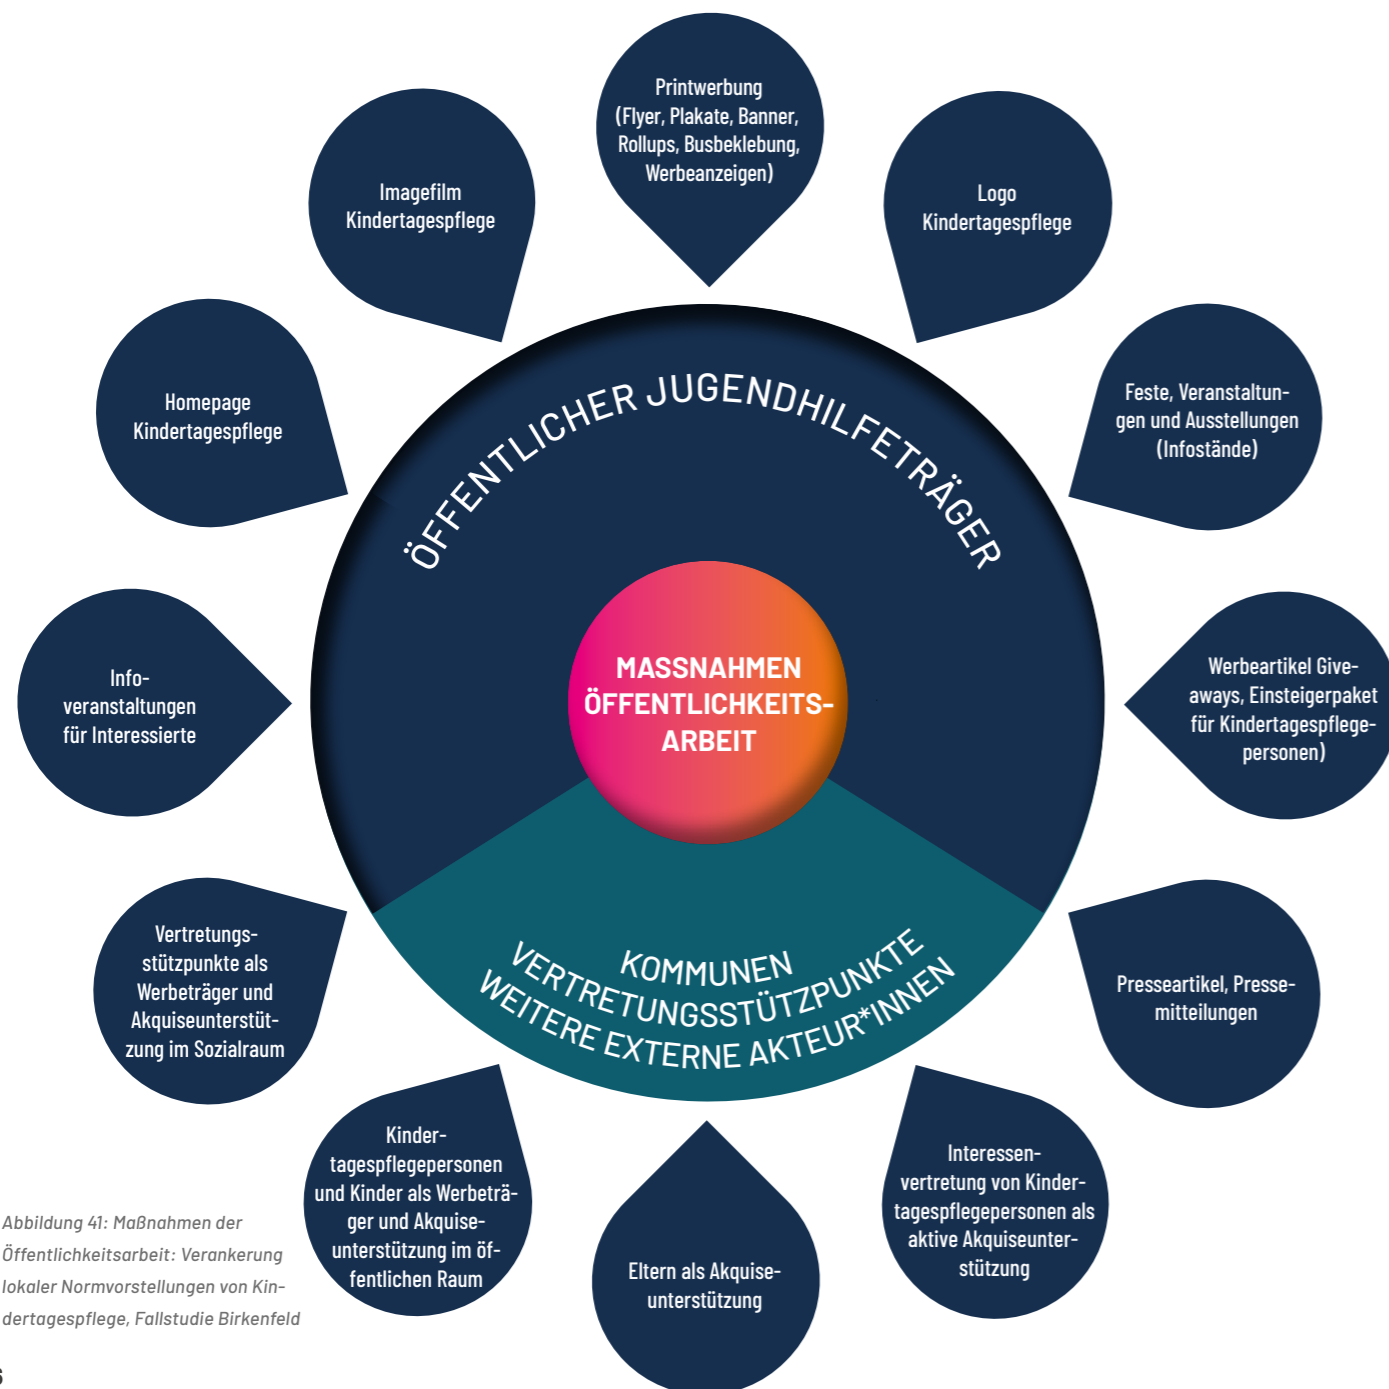 Printwerbung
(Flyer, Plakate, Banner,
Rollups, Busbeklebung,
Werbeanzeigen)
Logo
Kindertagespflege
Feste, Veranstaltun-
gen und Ausstellungen
(Infostände)
Werbeartikel Give-
aways, Einsteigerpaket
für Kindertagespflege-
personen)
Presseartikel, Presse-
mitteilungen
Interessen-
vertretung von Kinder-
tagespflegepersonen als
aktive Akquiseunter-
stützung
Eltern als Akquise-
unterstützung
Kinder-
tagespflegepersonen
und Kinder als Werbeträ-
ger und Akquise-
unterstützung im öf-
fentlichen Raum
Vertretungs-
stützpunkte als
Werbeträger und
Akquiseunterstüt-
zung im Sozialraum
Info-
veranstaltungen
für Interessierte
Homepage
Kindertagespflege
Imagefilm
Kindertagespflege
ÖFFENTLICHER JUGENDHILFETRÄGER
MASSNAHMEN
ÖFFENTLICHKEITS-
ARBEIT
KOMMUNEN
VERTRETUNGSSTÜTZPUNKTE
WEITERE EXTERNE AKTEUR*INNEN
Abbildung 41: Maßnahmen der
Öffentlichkeitsarbeit: Verankerung
lokaler Normvorstellungen von Kin-
dertagespflege, Fallstudie Birkenfeld